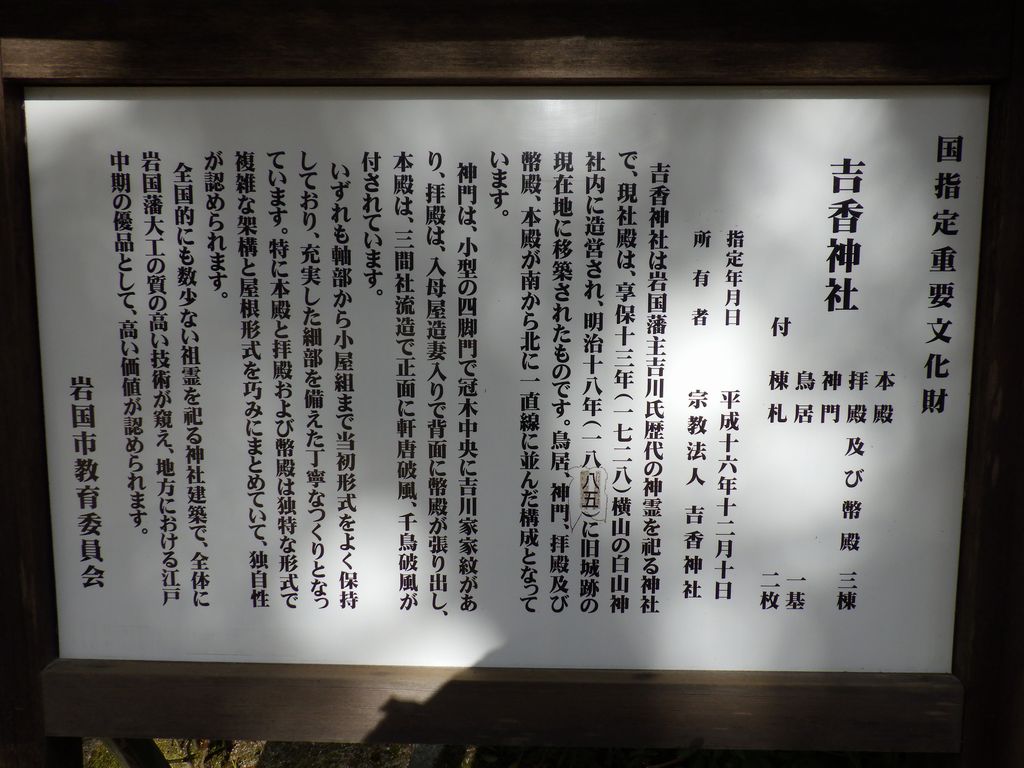 国指定重要文化財
吉香神社
本殿
拝殿及び幣殿　三棟
神門
付　鳥居　一基
棟札　二枚
指定年月日　平成十六年十二月十日
所有者　宗教法人　吉香神社
吉香神社は岩国藩主吉川氏歴代の神霊を祀る神社
で、現社殿は、享保十三年(一七二八)横山の白山神
社内に造営され、明治十八年(一八八五)に旧城跡の
現在地に移築されたものです。鳥居、神門、拝殿及び
幣殿、本殿が南から北に一直線に並んだ構成となって
います。
神門は、小型の四脚門で冠木中央に吉川家家紋があ
り、拝殿は、入母屋造妻入りで背面に幣殿が張り出し、
本殿は、三間社流造で正面に軒唐破風、千鳥破風が
付されています。
いずれも軸部から小屋組まで当初形式をよく保持
しており、充実した細部を備えた丁寧なつくりとなっ
ています。特に本殿と拝殿および幣殿は独特な形式で
複雑な架構と屋根形式を巧みにまとめていて、独自性
が認められます。
全国的にも数少ない祖霊を祀る神社建築で、全体に
岩国藩大工の質の高い技術が窺え、地方における江戸
中期の優品として、高い価値が認められます。
岩国市教育委員会